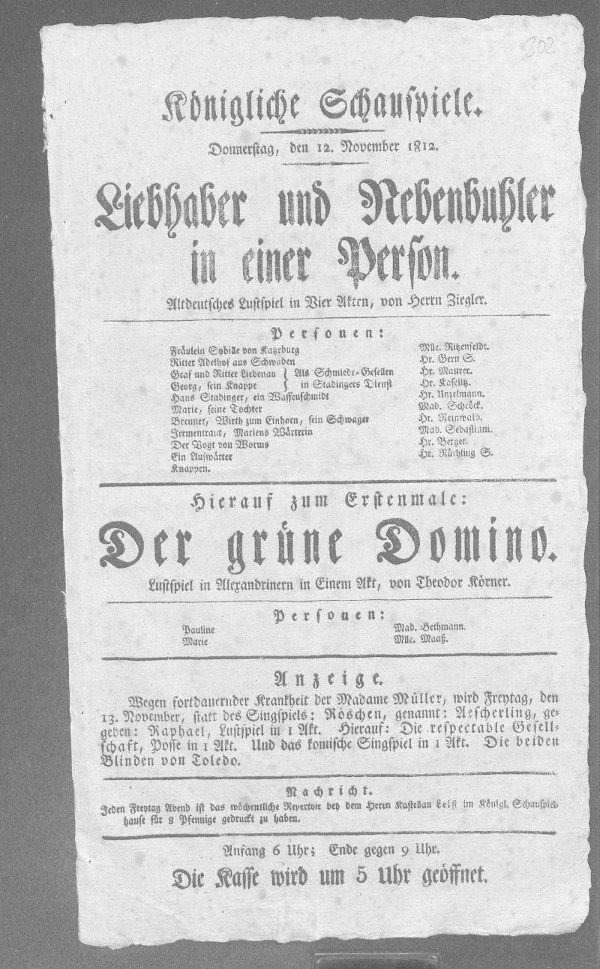 302
Königliche Schauspiele.
Donnerstag, den 12. November 1812.
Liebhaber und Nebenbuhler
in einer Person.
Altdeutsches Lustspiel in Vier Akten, von Herrn Ziegler.
Personen:
Fräulein Sybille von Katzburg Mlle. Ritzenfeldt.
Ritter Adelhof aus Schwaben Hr. Gern S.
Graf und Ritter Liebenau } Als Schmiede-Gesellen Hr. Maurer.
Georg, sein Knappe } in Stadingers Dienst Hr. Kaselitz.
Hans Stadinger, ein Waffenschmidt Hr. Unzelmann.
Marie, seine Tochter Mad. Schröck.
Brenner, Wirth zum Einhorn, sein Schwager Hr. Reinwald.
Irmentraut, Mariens Wärterin Mad. Sebastiani.
Der Vogt von Worms Hr. Berger.
Ein Aufwärter Hr. Rüthling S.
Knappen.
Hierauf zum Erstenmale:
Der grüne Domino.
Lustspiel in Alexandrinern in Einem Akt, von Theodor Körner.
Personen:
Pauline Mad. Bethmann.
Marie Mlle. Maaß.
Anzeige.
Wegen fortdauernder Krankheit der Madame Müller, wird Freytag, den
13. November, statt des Singspiels: Röschen, genannt: Aescherling, ge-
geben: Raphael, Lustspiel in 1 Akt. Hierauf: Die respectable Gesell-
schaft, Posse in 1 Akt. Und das komische Singspiel in 1 Akt. Die beiden
Blinden von Toledo.
Nachricht.
Jeden Freytag Abend ist das wöchentliche Repertoir bey dem Herrn Kastellan Leist im Königl. Schauspiel-
hause für 8 Pfennige gedruckt zu haben.
Anfang 6 Uhr; Ende gegen 9 Uhr.
Die Kasse wird um 5 Uhr geöffnet.